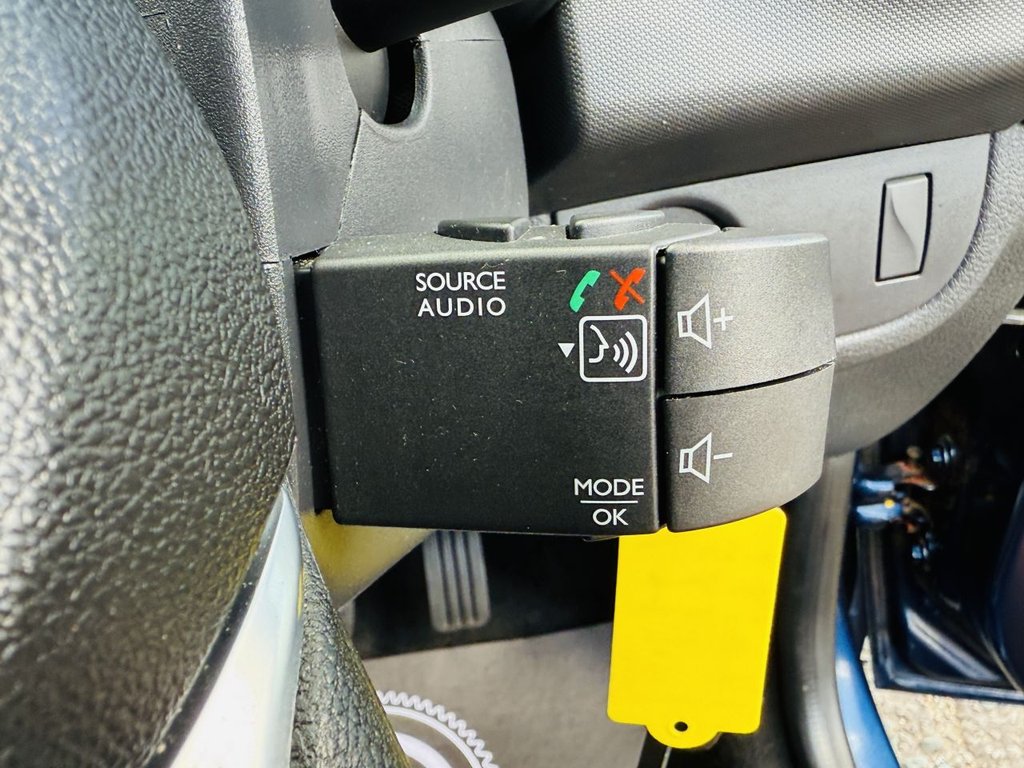 SOURCE
AUDIO
+
-
MODE
OK